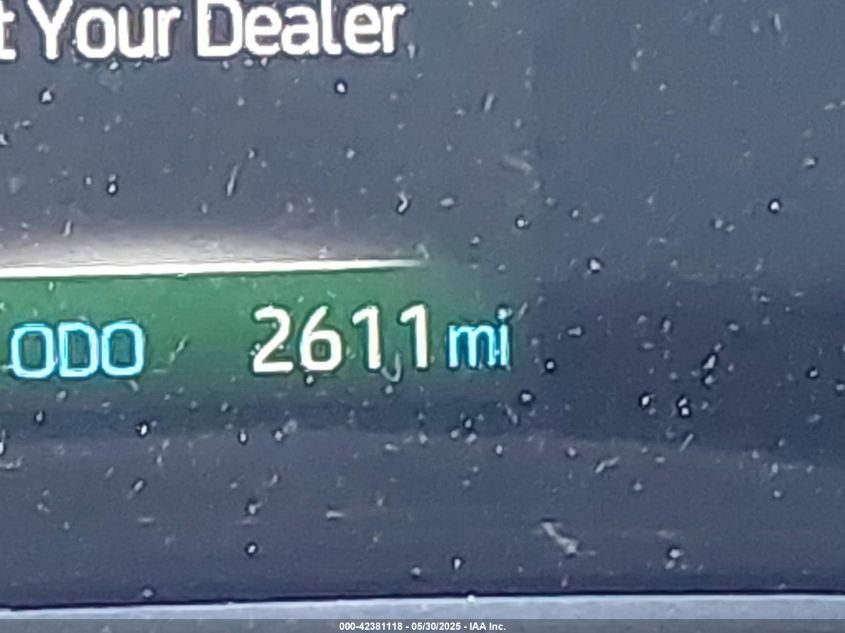 t Your Dealer
ODO 2611 mi
000-42381118 - 05/30/2025 - IAA Inc.